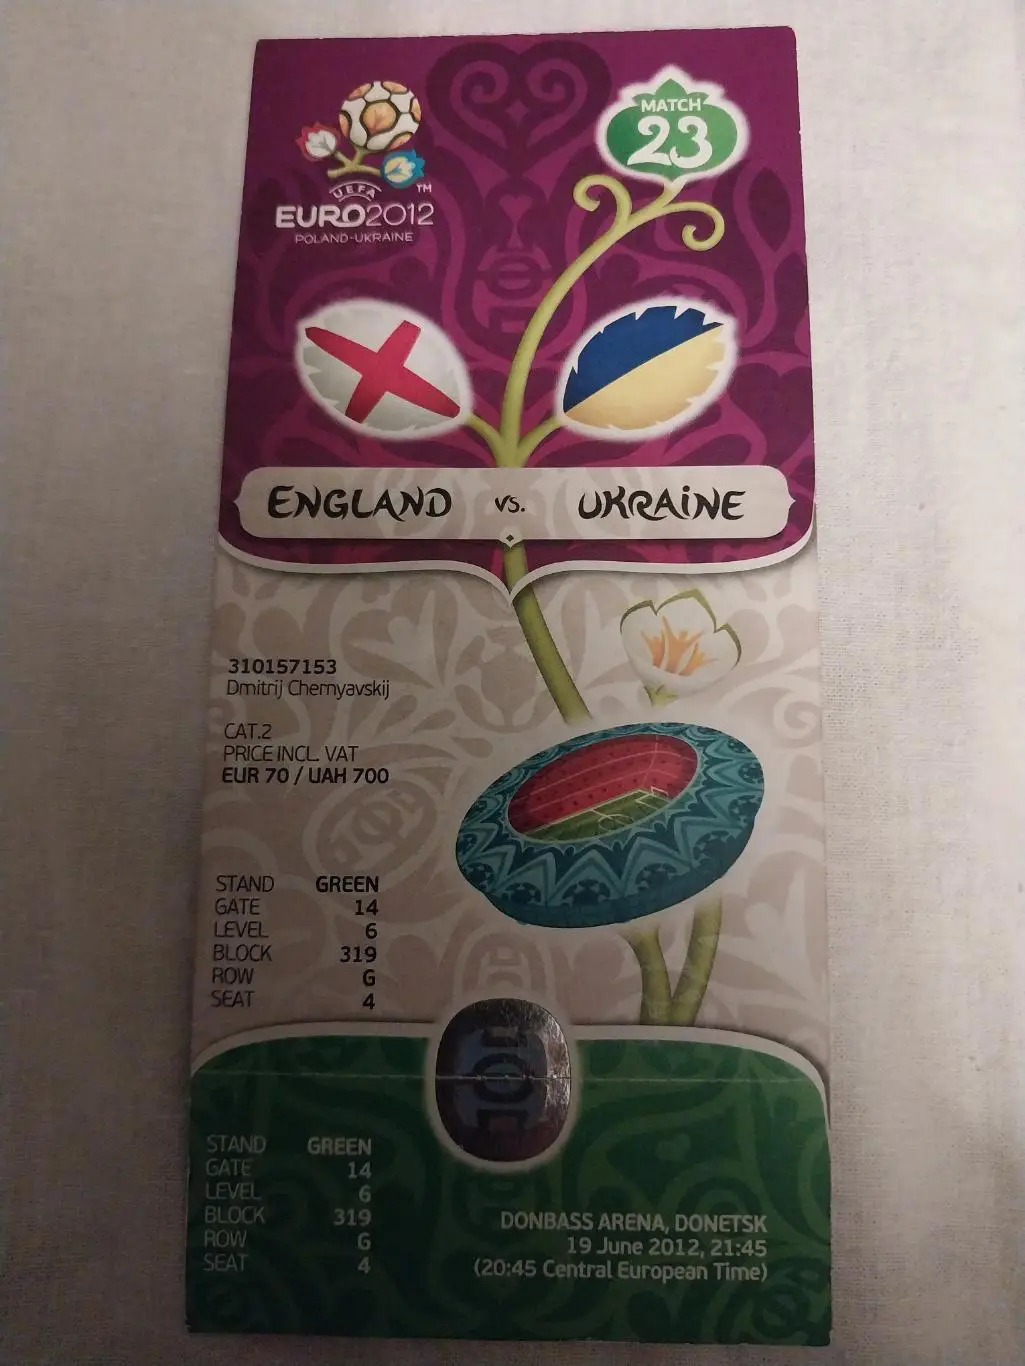 MATCH
23
UEFA
TM
EURO2012
POLAND-UKRAINE
ENGLAND vs. UKRAINE
310157153
Dmitrij Chernyavskij
CAT.2
PRICE INCL. VAT
EUR 70 / UAH 700
STAND GREEN
GATE 14
LEVEL 6
BLOCK 319
ROW G
SEAT 4
STAND GREEN
GATE 14
LEVEL 6
BLOCK 319
ROW G
SEAT 4
DONBASS ARENA, DONETSK
19 June 2012, 21:45
(20:45 Central European Time)